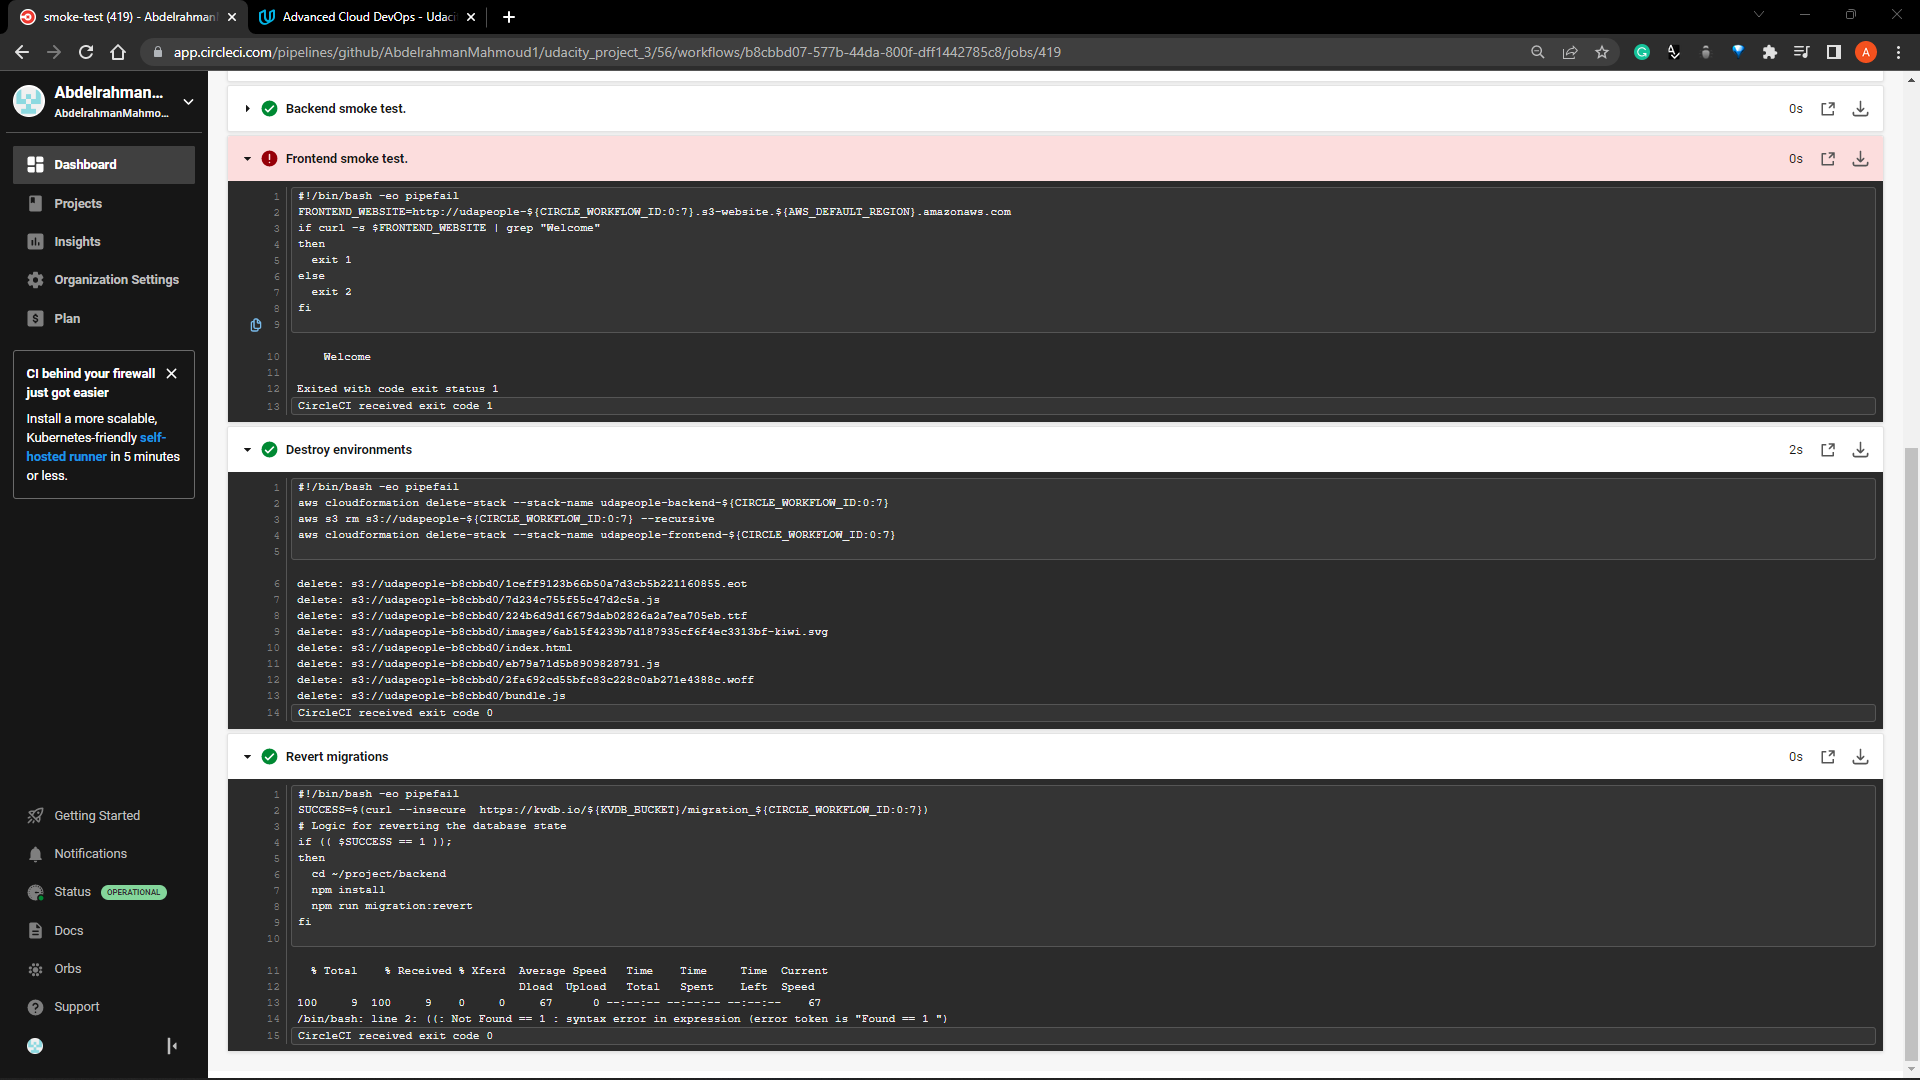 smoke-test (419) - Abdelrahman
Advanced Cloud DevOps - Udaci
app.circleci.com/pipelines/github/AbdelrahmanMahmoud1/udacity_project_3/56/workflows/b8cbbd07-577b-44da-800f-dff1442785c8/jobs/419
A
Abdelrahman...
AbdelrahmanMahmo...
Dashboard
Projects
Insights
Organization Settings
Plan
CI behind your firewall
just got easier
Install a more scalable,
Kubernetes-friendly self-
hosted runner in 5 minutes
or less.
Getting Started
Notifications
Status OPERATIONAL
Docs
Orbs
Support
Backend smoke test. 0s
Frontend smoke test. 0s
1 #!/bin/bash -eo pipefail
2 FRONTEND_WEBSITE=http://udapeople-${CIRCLE_WORKFLOW_ID:0:7}.s3-website.${AWS_DEFAULT_REGION}.amazonaws.com
3 if curl -s $FRONTEND_WEBSITE | grep "Welcome"
4 then
5   exit 1
6 else
7   exit 2
8 fi
9
10     Welcome
11
12 Exited with code exit status 1
13 CircleCI received exit code 1
Destroy environments 2s
1 #!/bin/bash -eo pipefail
2 aws cloudformation delete-stack --stack-name udapeople-backend-${CIRCLE_WORKFLOW_ID:0:7}
3 aws s3 rm s3://udapeople-${CIRCLE_WORKFLOW_ID:0:7} --recursive
4 aws cloudformation delete-stack --stack-name udapeople-frontend-${CIRCLE_WORKFLOW_ID:0:7}
5
6 delete: s3://udapeople-b8cbbd0/1ceff9123b66b50a7d3cb5b221160855.eot
7 delete: s3://udapeople-b8cbbd0/7d234c755f55c47d2c5a.js
8 delete: s3://udapeople-b8cbbd0/224b6d9d16679dab02826a2a7ea705eb.ttf
9 delete: s3://udapeople-b8cbbd0/images/6ab15f4239b7d187935cf6f4ec3313bf-kiwi.svg
10 delete: s3://udapeople-b8cbbd0/index.html
11 delete: s3://udapeople-b8cbbd0/eb79a71d5b8909828791.js
12 delete: s3://udapeople-b8cbbd0/2fa692cd55bfc83c228c0ab271e4388c.woff
13 delete: s3://udapeople-b8cbbd0/bundle.js
14 CircleCI received exit code 0
Revert migrations 0s
1 #!/bin/bash -eo pipefail
2 SUCCESS=$(curl --insecure  https://kvdb.io/${KVDB_BUCKET}/migration_${CIRCLE_WORKFLOW_ID:0:7})
3 # Logic for reverting the database state
4 if (( $SUCCESS == 1 ));
5 then
6   cd ~/project/backend
7   npm install
8   npm run migration:revert
9 fi
10
11   % Total    % Received % Xferd  Average Speed   Time    Time     Time  Current
12                                  Dload  Upload   Total   Spent    Left  Speed
13 100     9  100     9    0     0     67      0 --:--:-- --:--:-- --:--:--    67
14 /bin/bash: line 2: ((: Not Found == 1 : syntax error in expression (error token is "Found == 1 ")
15 CircleCI received exit code 0